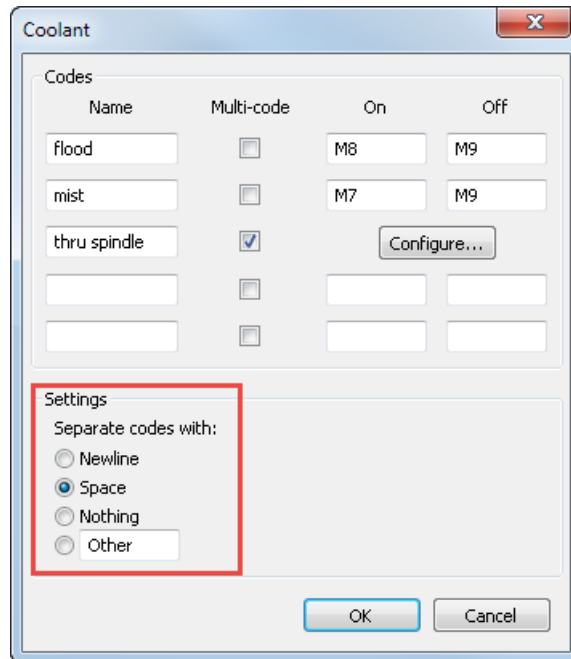 Coolant
Codes
Name Multi-code On Off
flood M8 M9
mist M7 M9
thru spindle Configure...
Settings
Separate codes with:
Newline
Space
Nothing
Other
OK Cancel